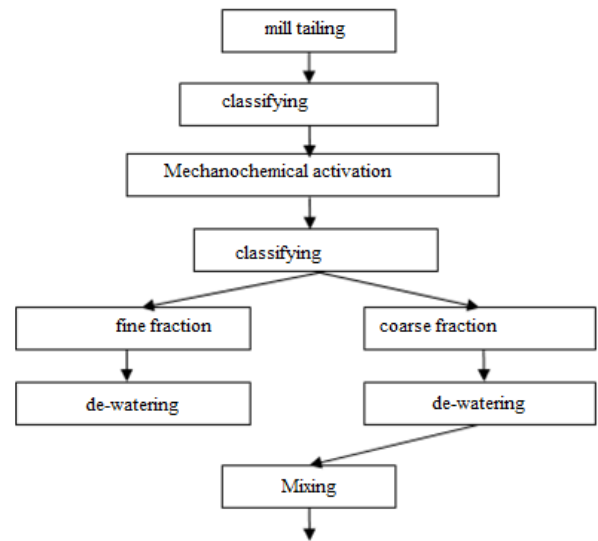 mill tailing
classifying
Mechanochemical activation
classifying
fine fraction
coarse fraction
de-watering
de-watering
Mixing